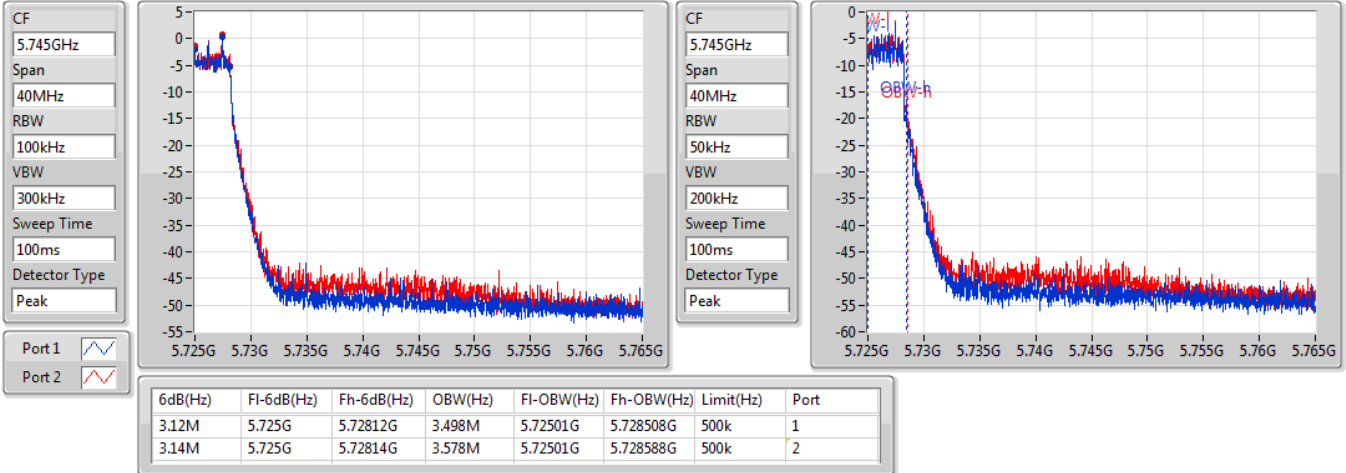 CF
5.745GHz
Span
40MHz
RBW
100kHz
VBW
300kHz
Sweep Time
100ms
Detector Type
Peak
Port 1
Port 2
5
0
-5
-10
-15
-20
-25
-30
-35
-40
-45
-50
-55
5.725G 5.73G 5.735G 5.74G 5.745G 5.75G 5.755G 5.76G 5.765G
CF
5.745GHz
Span
40MHz
RBW
50kHz
VBW
200kHz
Sweep Time
100ms
Detector Type
Peak
0
-5
-10
-15
-20
-25
-30
-35
-40
-45
-50
-55
-60
OBW-h
OBW-h
5.725G 5.73G 5.735G 5.74G 5.745G 5.75G 5.755G 5.76G 5.765G
6dB(Hz) Fl-6dB(Hz) Fh-6dB(Hz) OBW(Hz) Fl-OBW(Hz) Fh-OBW(Hz) Limit(Hz) Port
3.12M 5.725G 5.72812G 3.498M 5.72501G 5.728508G 500k 1
3.14M 5.725G 5.72814G 3.578M 5.72501G 5.728588G 500k 2